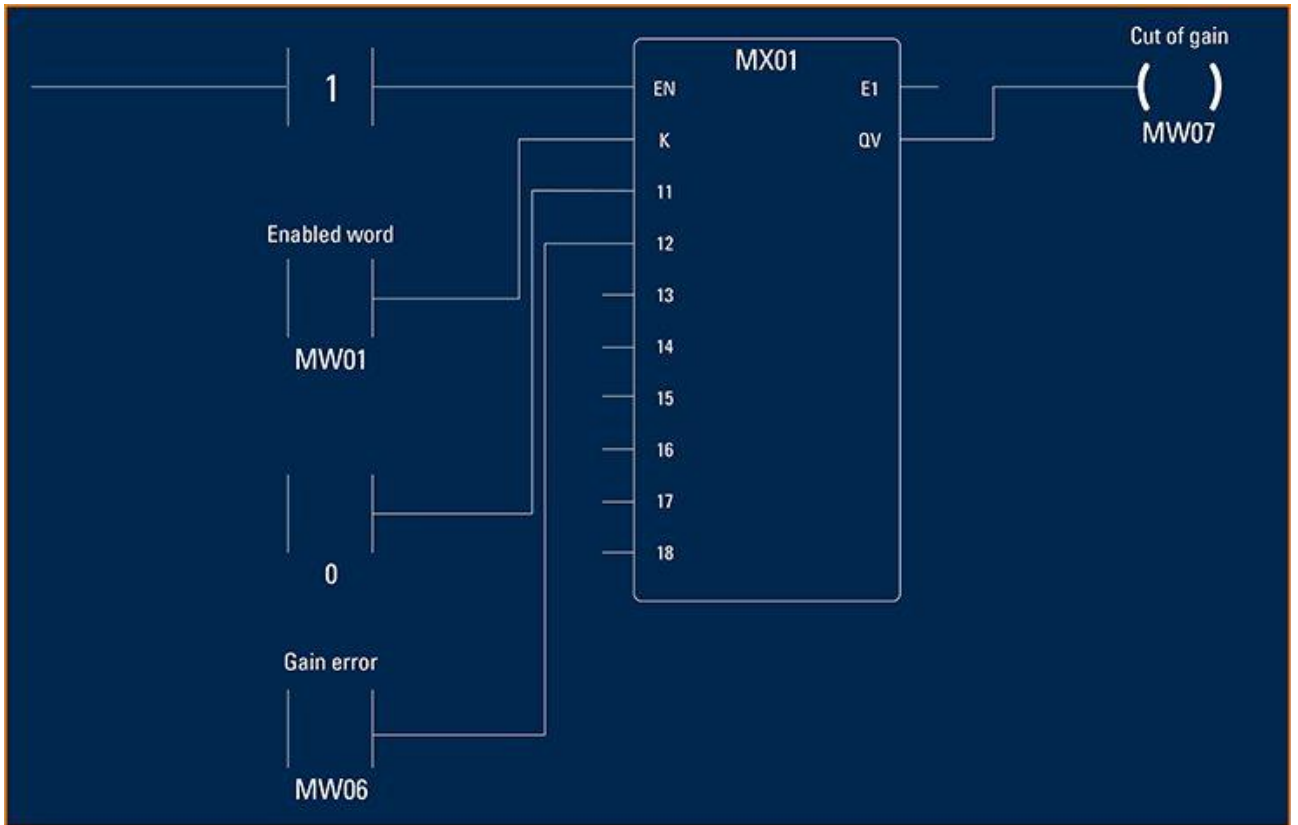 Cut of gain
MX01
1
EN
E1
( )
K
QV
MW07
11
Enabled word
12
13
MW01
14
15
16
17
18
0
Gain error
MW06